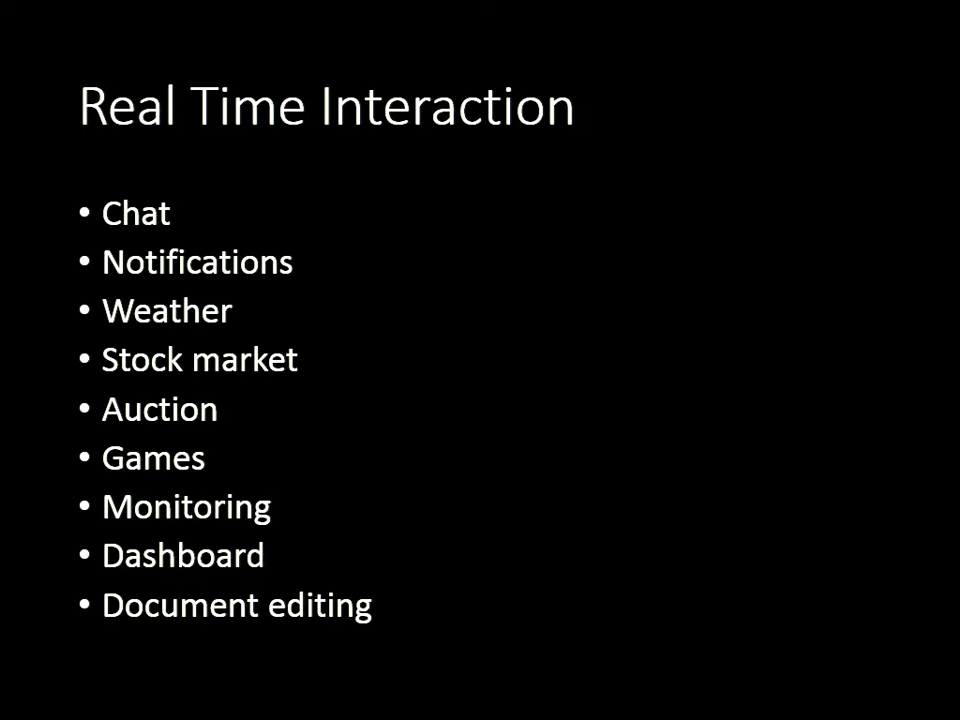 Real Time Interaction
• Chat
• Notifications
• Weather
• Stock market
• Auction
• Games
• Monitoring
• Dashboard
• Document editing